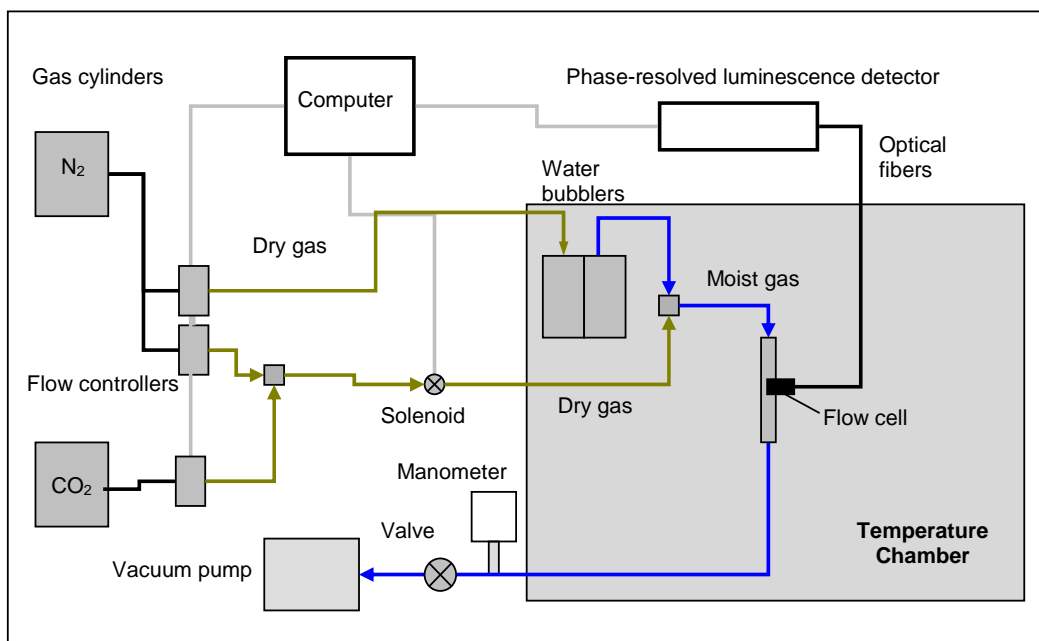 Gas cylinders
Phase-resolved luminescence detector
Computer
N₂
Optical
fibers
Water
bubblers
Dry gas
Moist gas
Flow controllers
Solenoid
Dry gas
Flow cell
CO₂
Manometer
Valve
Temperature
Chamber
Vacuum pump